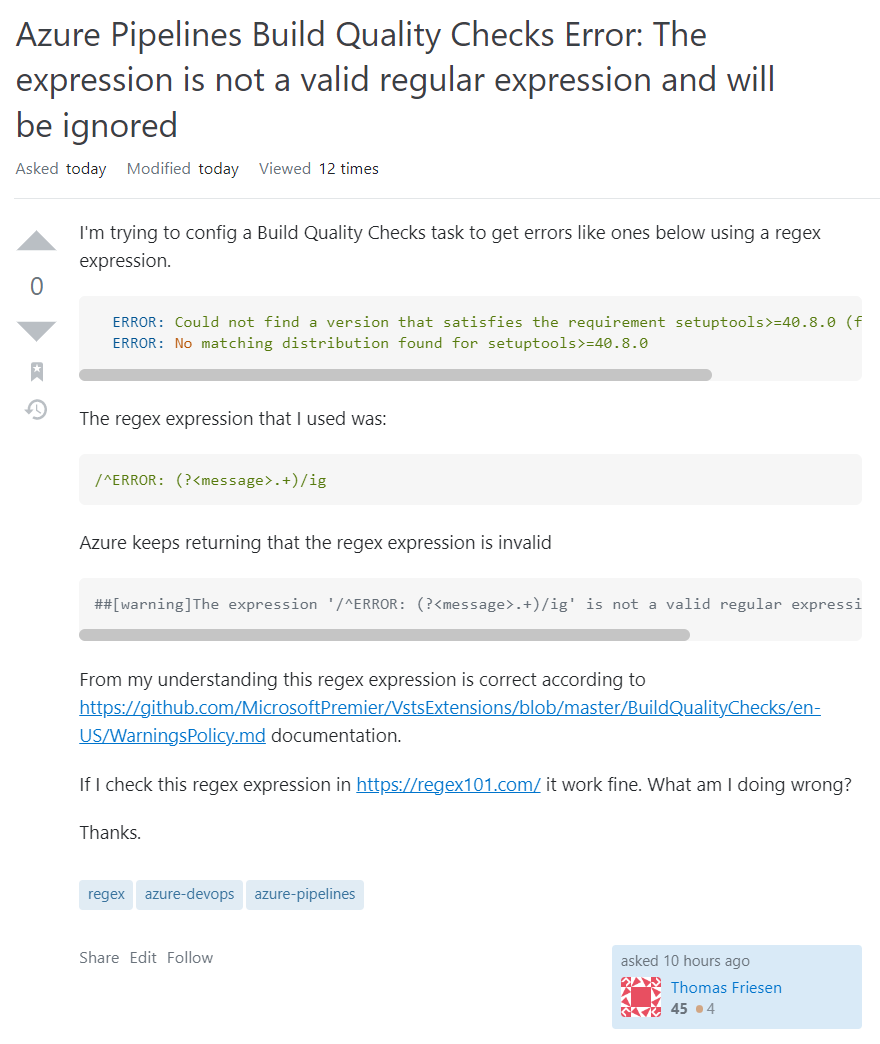 Azure Pipelines Build Quality Checks Error: The
expression is not a valid regular expression and will
be ignored
Asked today Modified today Viewed 12 times
I'm trying to config a Build Quality Checks task to get errors like ones below using a regex
expression.
0
ERROR: Could not find a version that satisfies the requirement setuptools>=40.8.0 (f
ERROR: No matching distribution found for setuptools>=40.8.0
The regex expression that I used was:
/^ERROR: (?<message>.+)/ig
Azure keeps returning that the regex expression is invalid
##[warning]The expression '/^ERROR: (?<message>.+)/ig' is not a valid regular expressi
From my understanding this regex expression is correct according to
https://github.com/MicrosoftPremier/VstsExtensions/blob/master/BuildQualityChecks/en-
US/WarningsPolicy.md documentation.
If I check this regex expression in https://regex101.com/ it work fine. What am I doing wrong?
Thanks.
regex azure-devops azure-pipelines
Share Edit Follow
asked 10 hours ago
Thomas Friesen
45 4